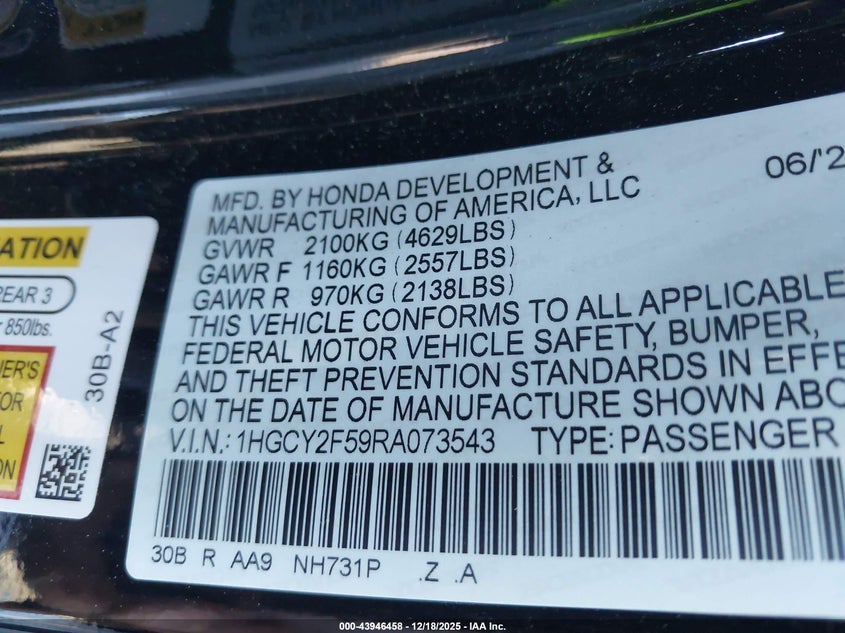 MFD. BY HONDA DEVELOPMENT &
MANUFACTURING OF AMERICA, LLC
06/'2
GVWR 2100KG (4629LBS)
GAWR F 1160KG (2557LBS)
GAWR R 970KG (2138LBS)
THIS VEHICLE CONFORMS TO ALL APPLICABLE
FEDERAL MOTOR VEHICLE SAFETY, BUMPER,
AND THEFT PREVENTION STANDARDS IN EFFE
ON THE DATE OF MANUFACTURE SHOWN ABO
V.I.N.: 1HGCY2F59RA073543 TYPE: PASSENGER
30B R AA9 NH731P .Z .A
ATION
REAR 3
850lbs.
30B-A2
NER'S
TOR
L
ON
000-43946458 - 12/18/2025 - IAA Inc.